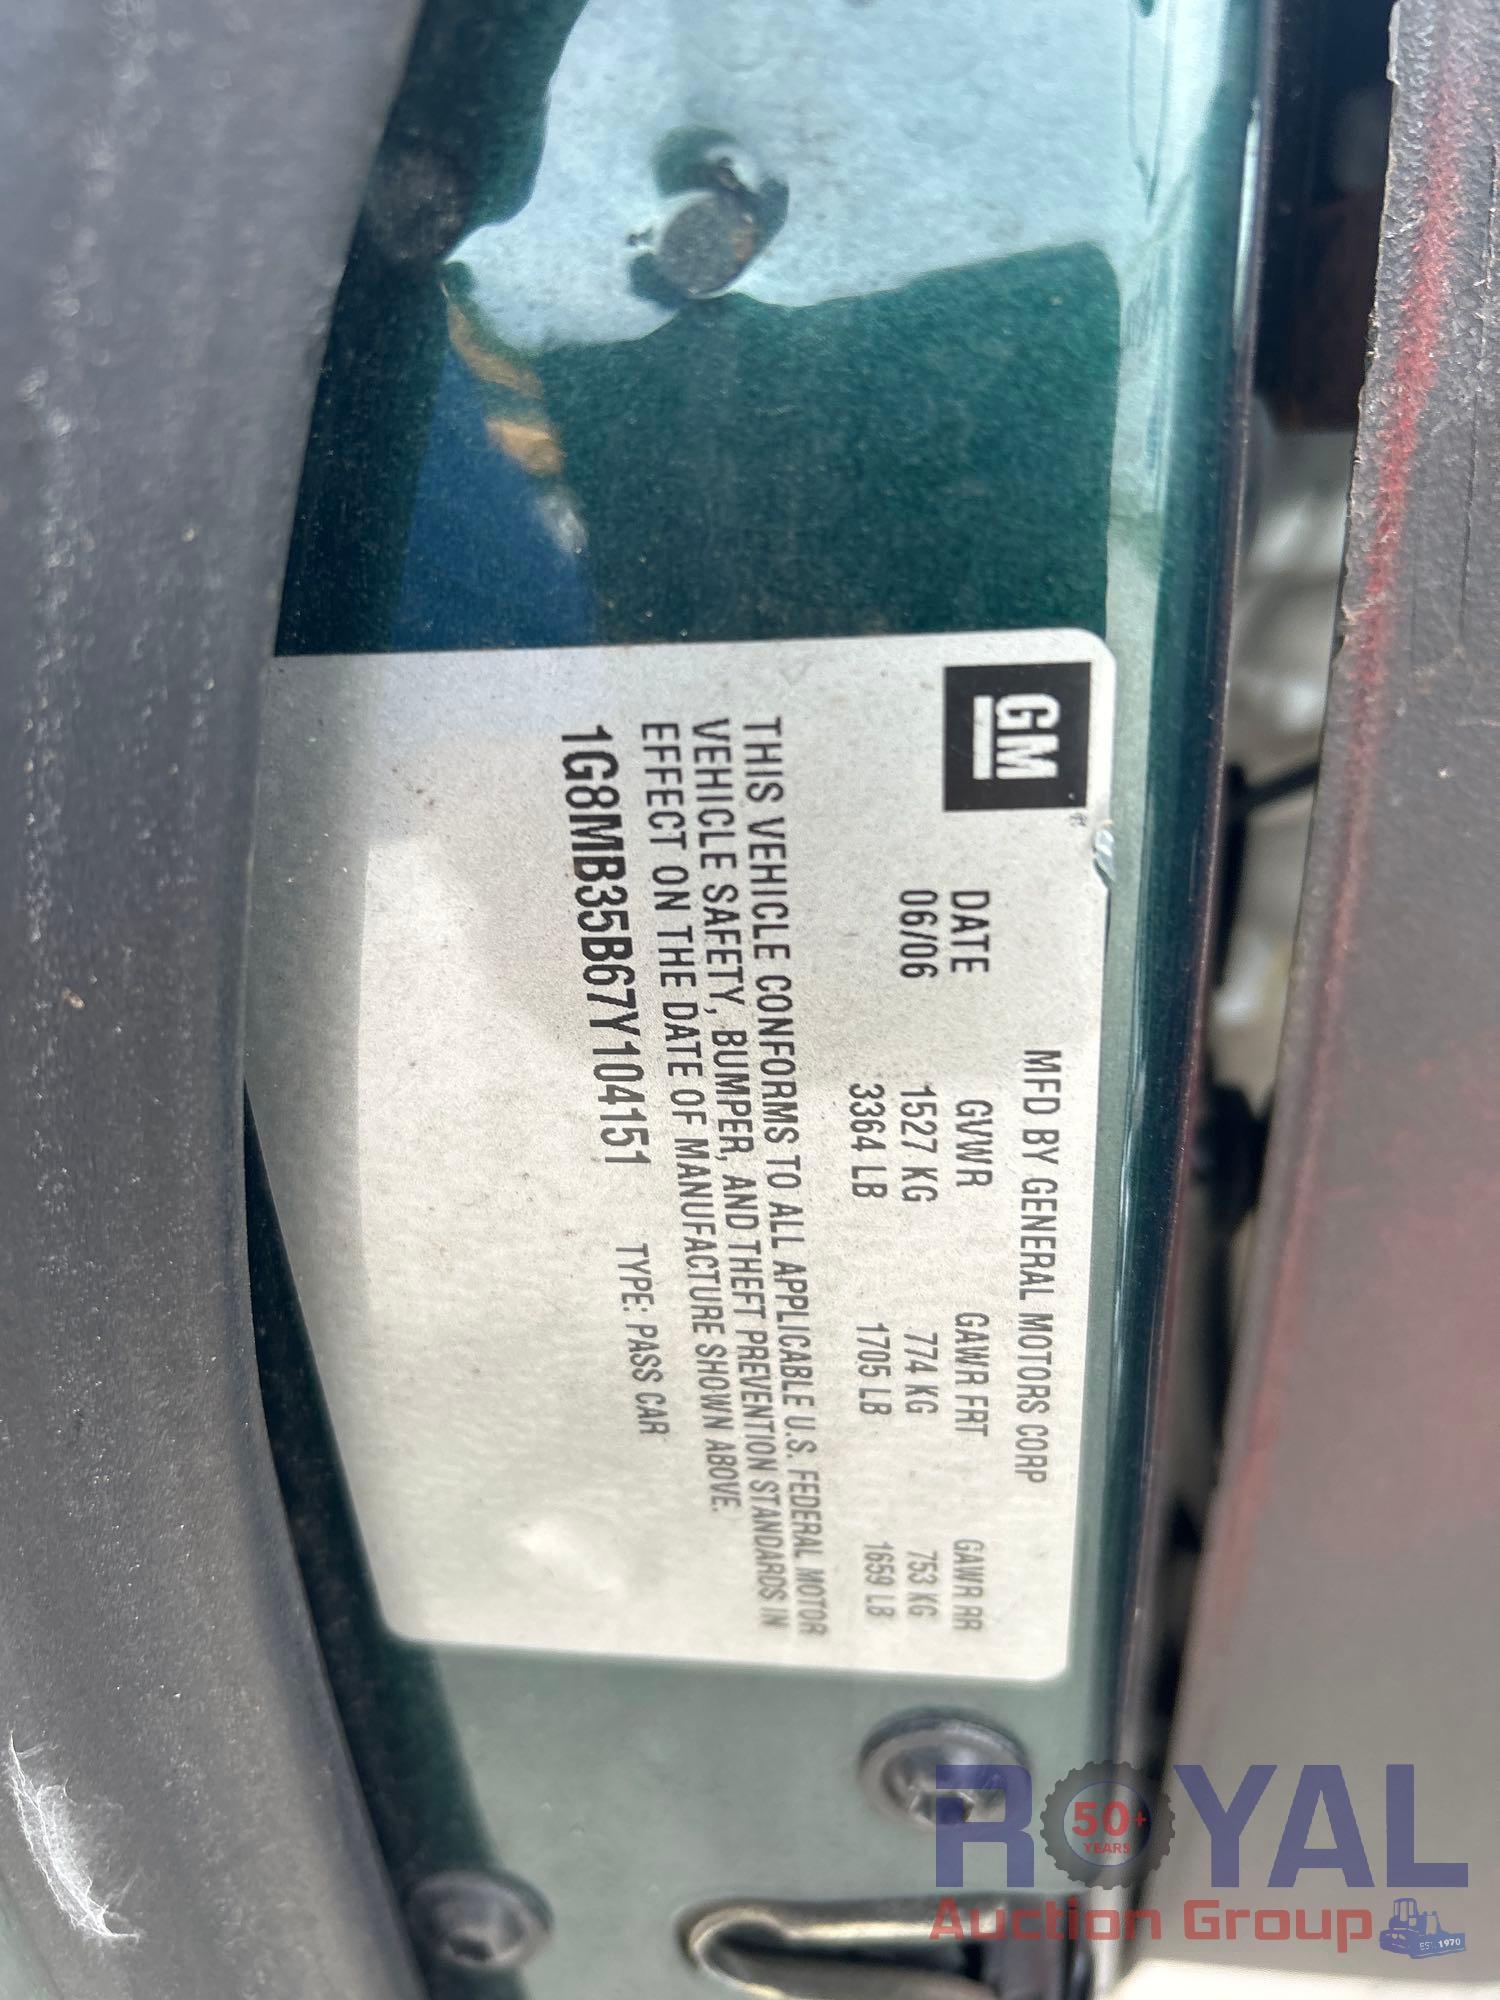 GM
MFD BY GENERAL MOTORS CORP
DATE GVWR GAWR FRT GAWR RR
06/06 1527 KG 774 KG 753 KG
3364 LB 1705 LB 1659 LB
THIS VEHICLE CONFORMS TO ALL APPLICABLE U.S. FEDERAL MOTOR
VEHICLE SAFETY, BUMPER, AND THEFT PREVENTION STANDARDS IN
EFFECT ON THE DATE OF MANUFACTURE SHOWN ABOVE.
1G8MB35B67Y104151 TYPE: PASS CAR
ROYAL
50+
YEARS
Auction Group
EST. 1970